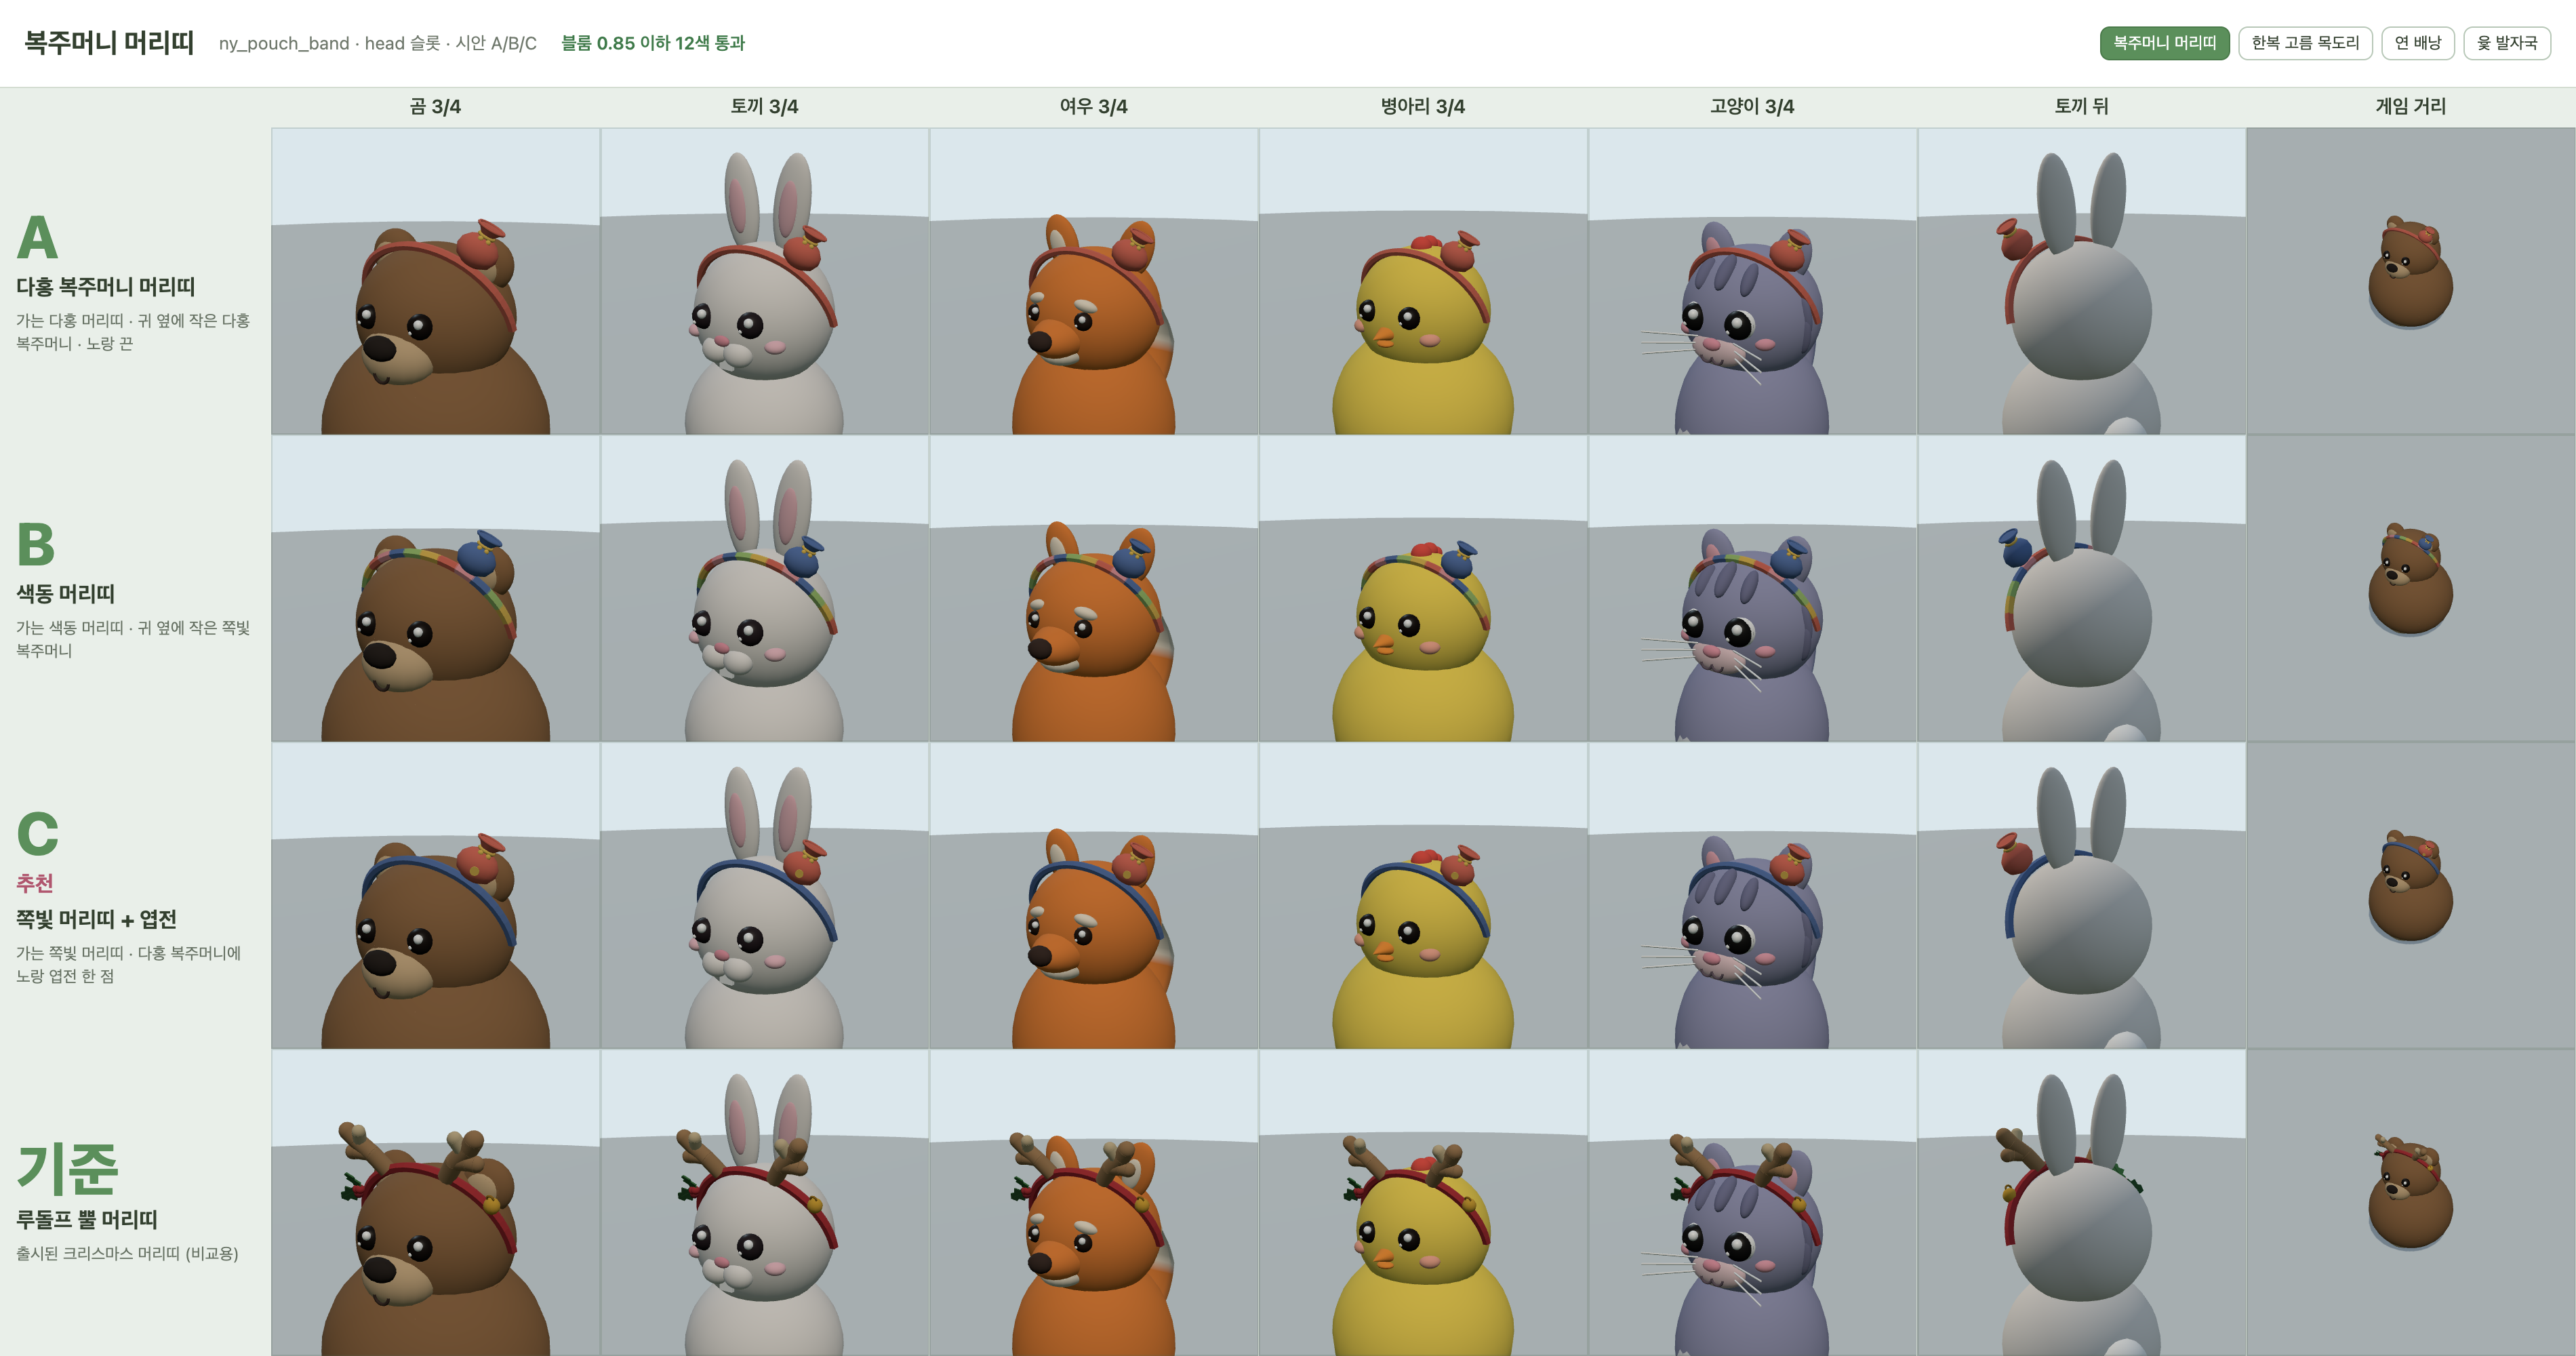 복주머니 머리띠 ny_pouch_band · head 슬롯 · 시안 A/B/C 블룸 0.85 이하 12색 통과 복주머니 머리띠 한복 고름 목도리 연 배낭 윷 발자국
곰 3/4 토끼 3/4 여우 3/4 병아리 3/4 고양이 3/4 토끼 뒤 게임 거리
A
다홍 복주머니 머리띠
가는 다홍 머리띠 · 귀 옆에 작은 다홍
복주머니 · 노랑 끈
B
색동 머리띠
가는 색동 머리띠 · 귀 옆에 작은 쪽빛
복주머니
C
추천
쪽빛 머리띠 + 엽전
가는 쪽빛 머리띠 · 다홍 복주머니에
노랑 엽전 한 점
기준
루돌프 뿔 머리띠
출시된 크리스마스 머리띠 (비교용)